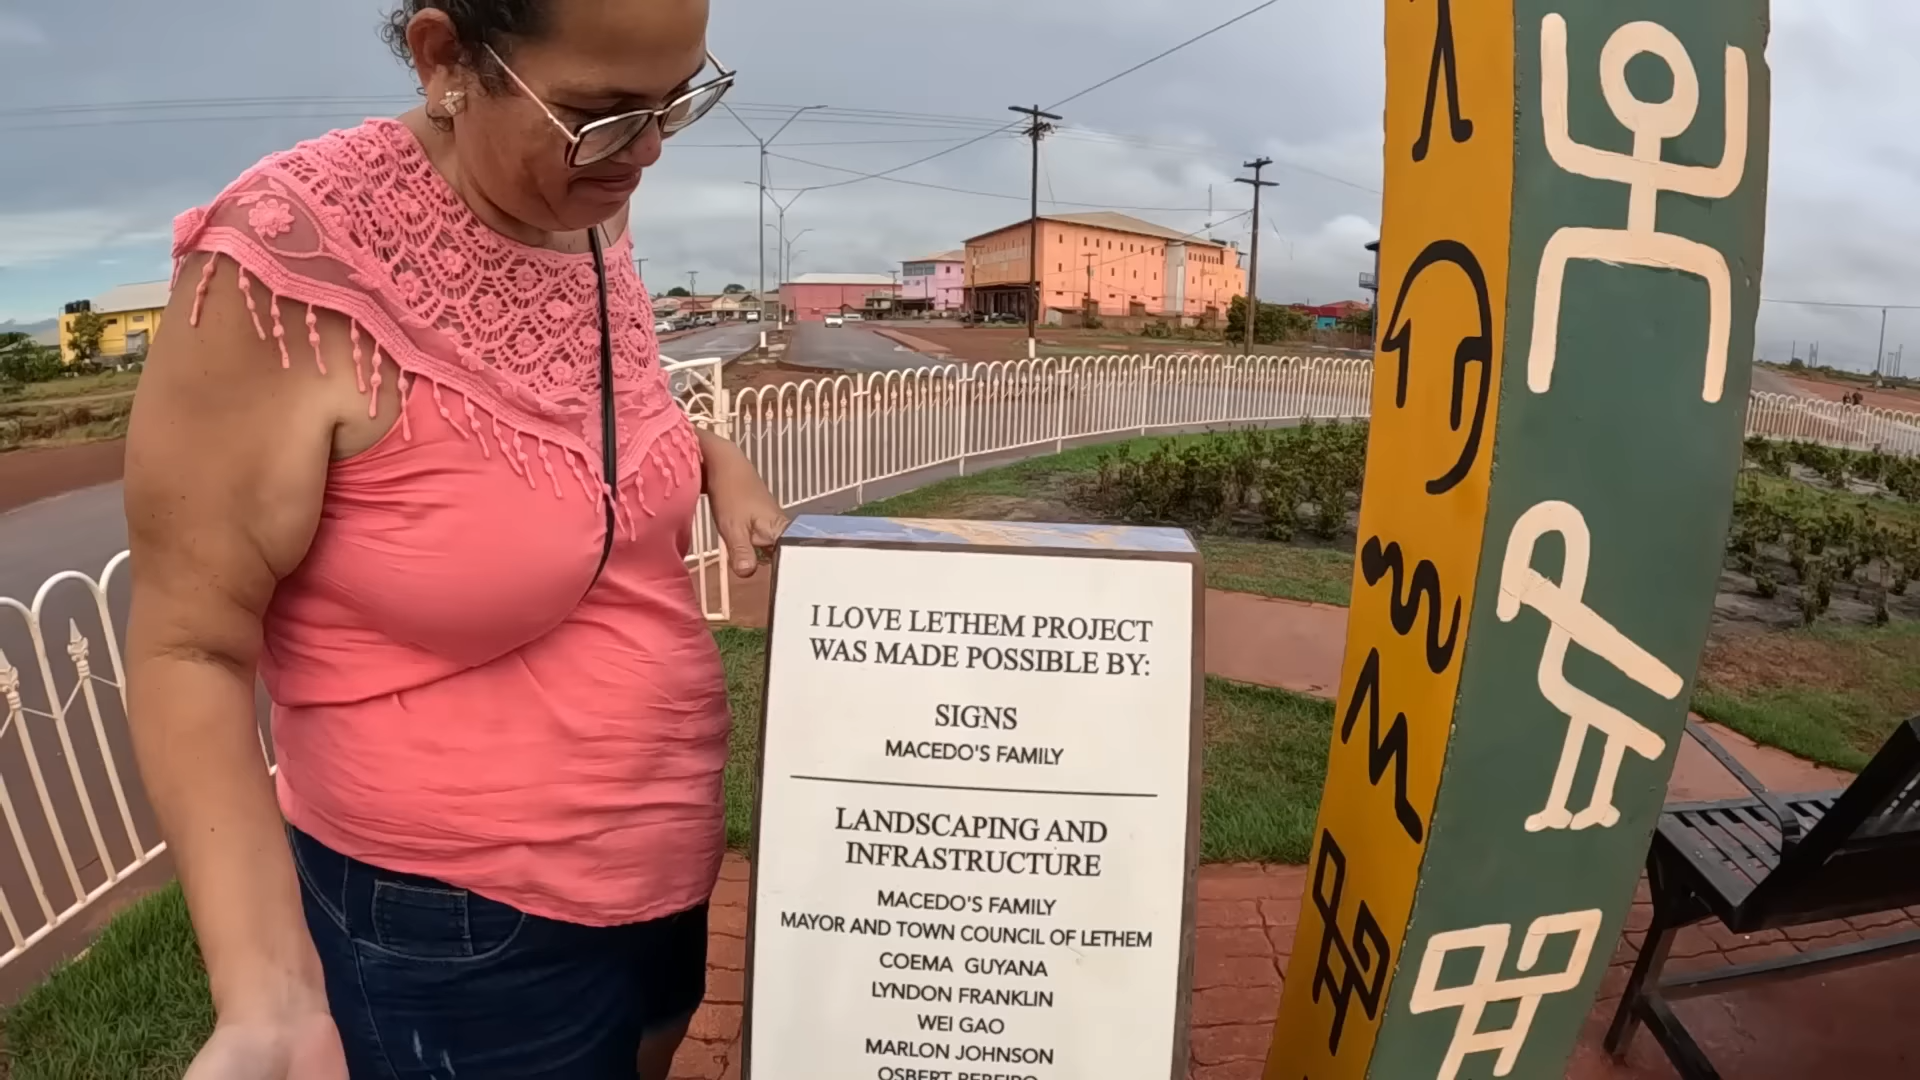 I LOVE LETHEM PROJECT
WAS MADE POSSIBLE BY:
SIGNS
MACEDO'S FAMILY
LANDSCAPING AND
INFRASTRUCTURE
MACEDO'S FAMILY
MAYOR AND TOWN COUNCIL OF LETHEM
COEMA GUYANA
LYNDON FRANKLIN
WEI GAO
MARLON JOHNSON
OSBERT